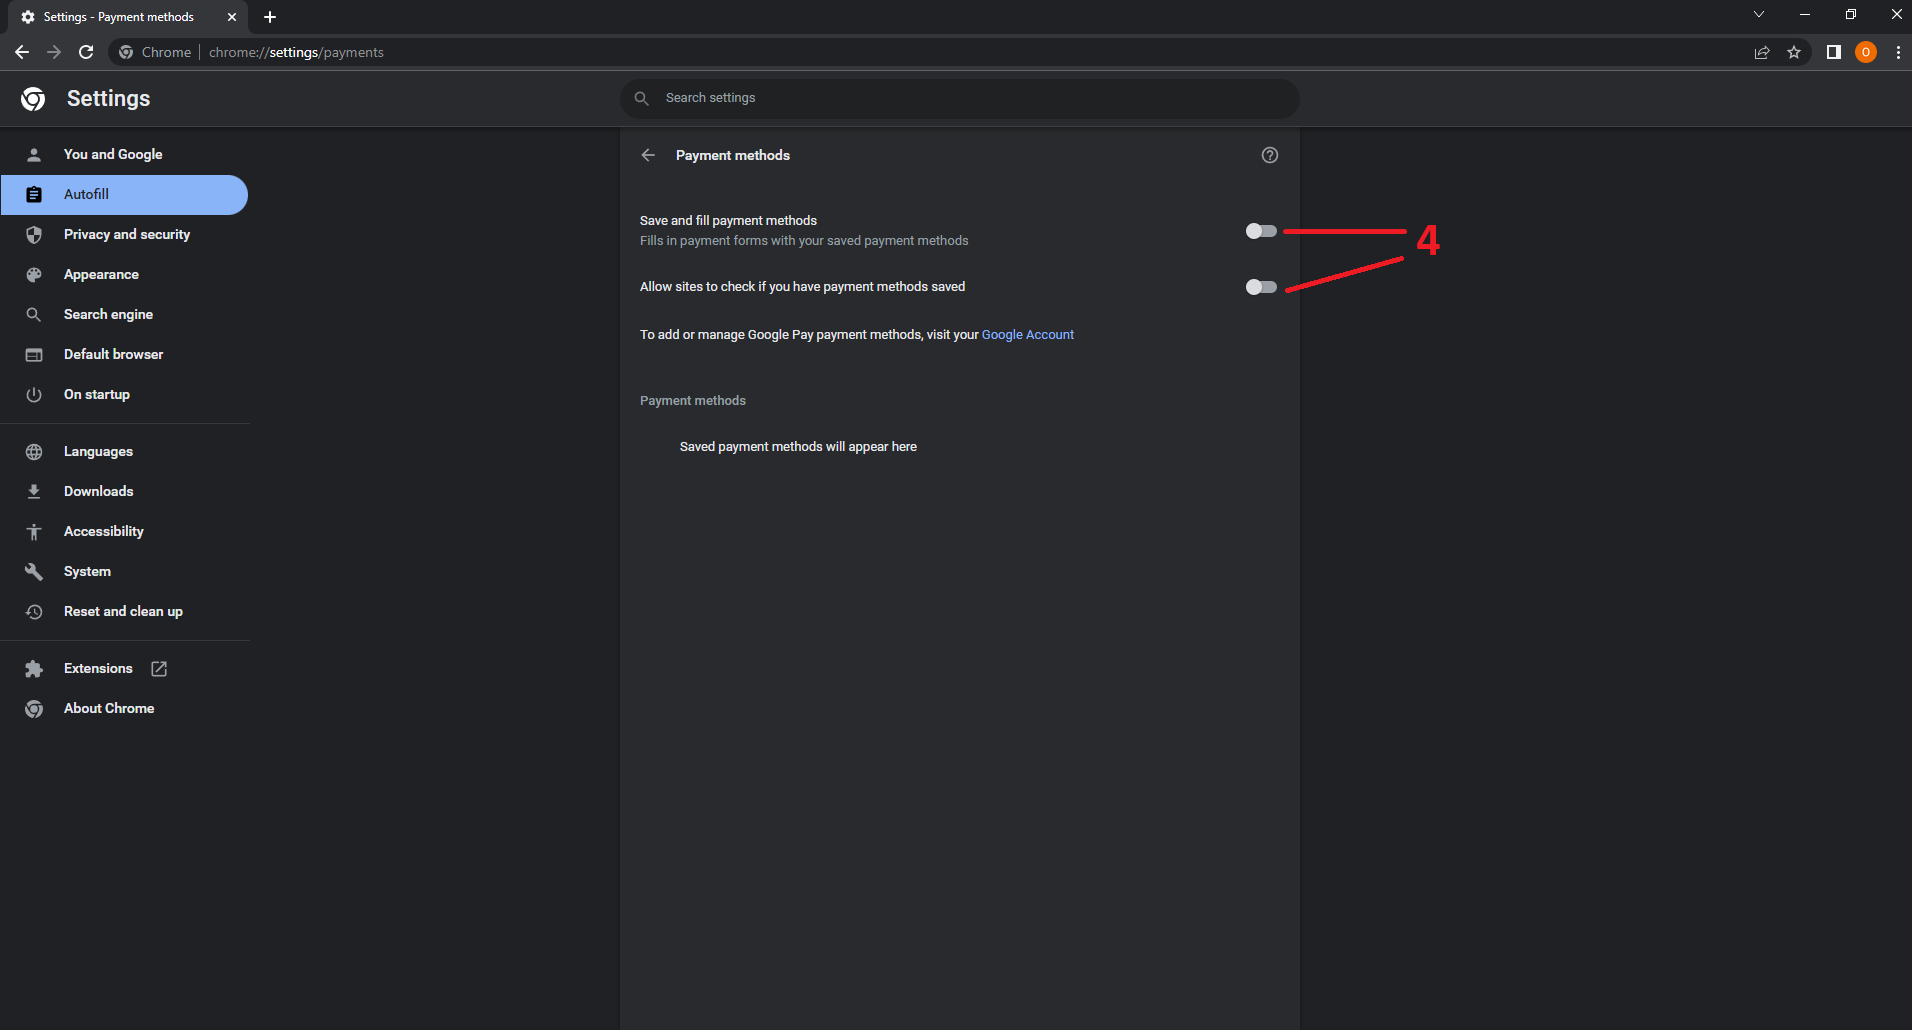 Settings - Payment methods
Chrome chrome://settings/payments
O
Settings
Search settings
You and Google
Autofill
Privacy and security
Appearance
Search engine
Default browser
On startup
Languages
Downloads
Accessibility
System
Reset and clean up
Extensions
About Chrome
Payment methods
Save and fill payment methods
Fills in payment forms with your saved payment methods
4
Allow sites to check if you have payment methods saved
To add or manage Google Pay payment methods, visit your Google Account
Payment methods
Saved payment methods will appear here